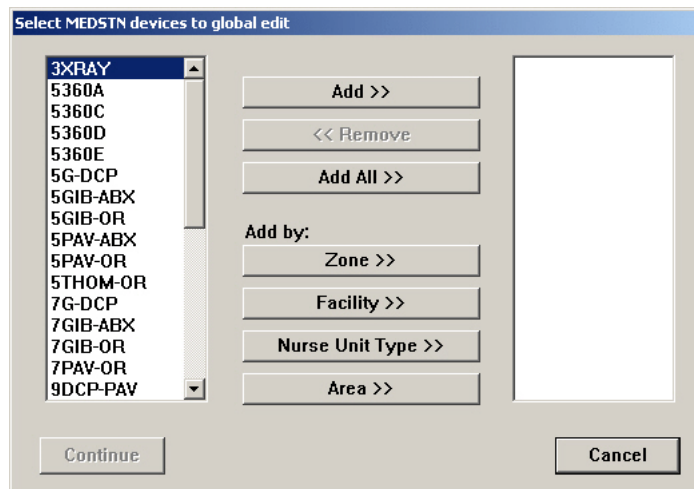 Select MEDSTN devices to global edit
3XRAY
5360A
5360C
5360D
5360E
5G-DCP
5GIB-ABX
5GIB-OR
5PAV-ABX
5PAV-OR
5THOM-OR
7G-DCP
7GIB-ABX
7GIB-OR
7PAV-OR
9DCP-PAV
Add >>
<< Remove
Add All >>
Add by:
Zone >>
Facility >>
Nurse Unit Type >>
Area >>
Continue
Cancel